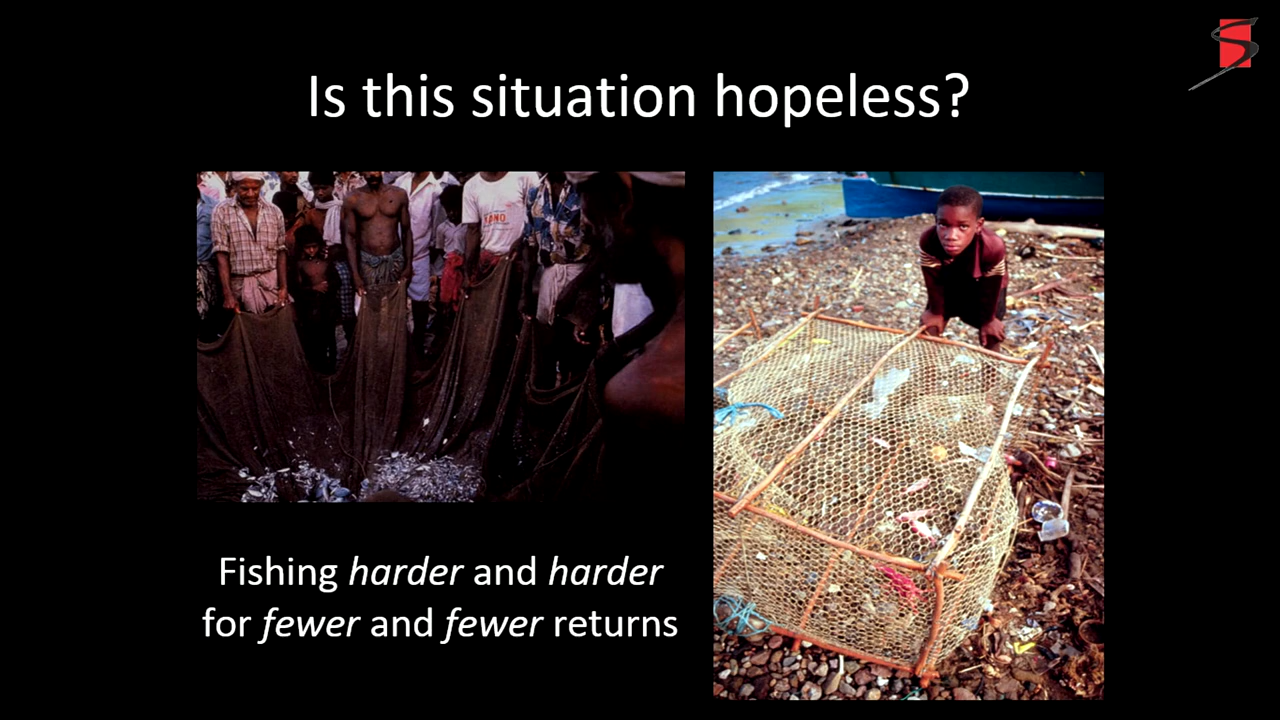 Is this situation hopeless?
Fishing harder and harder
for fewer and fewer returns